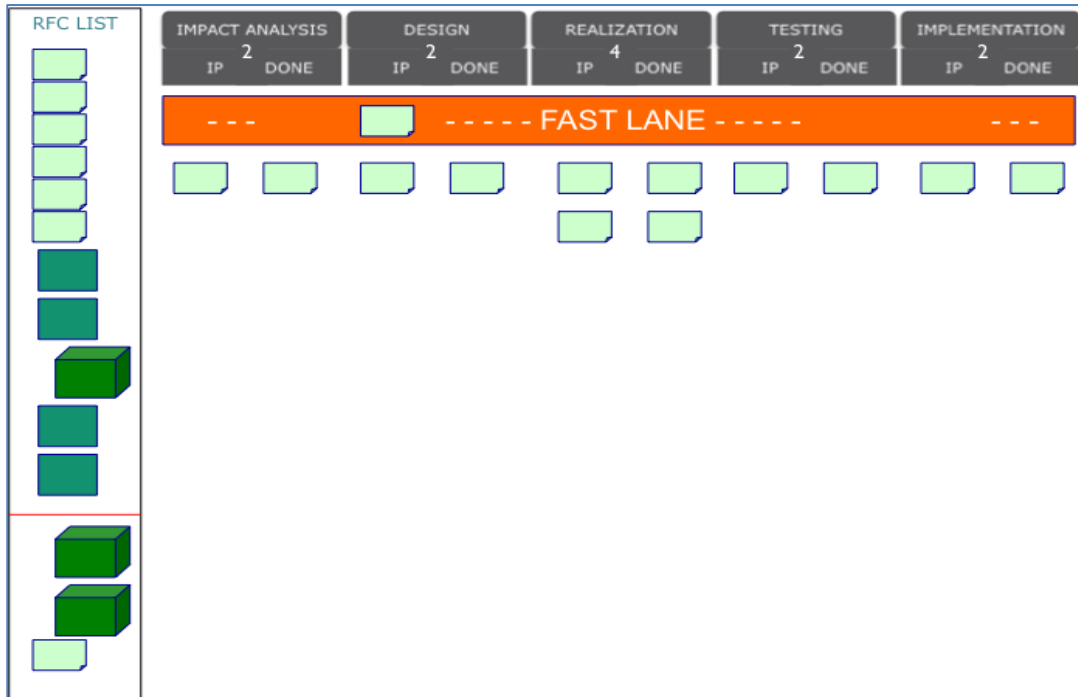 RFC LIST
IMPACT ANALYSIS
2
IP DONE
DESIGN
2
IP DONE
REALIZATION
4
IP DONE
TESTING
2
IP DONE
IMPLEMENTATION
2
IP DONE
- - - - - - - - FAST LANE - - - - - - - -